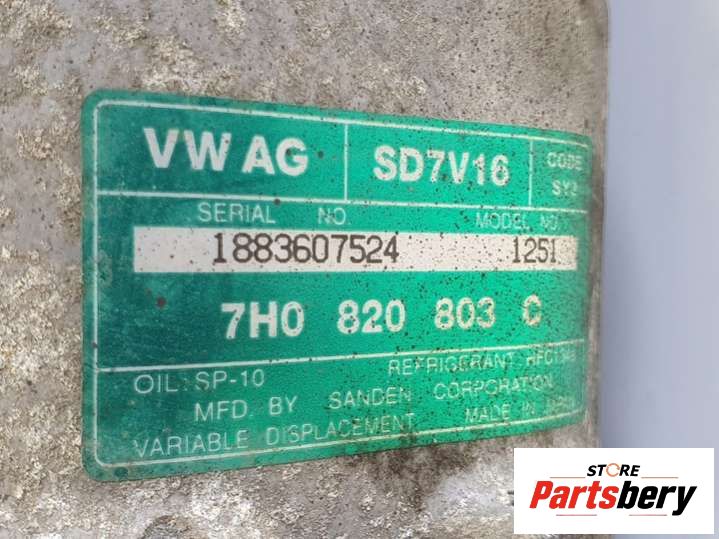 VW AG SD7V16 CODE
SERIAL NO. MODEL NO.
1883607524 1251
7H0 820 803 C
OIL: SP-10 REFRIGERANT
MFD. BY SANDEN CORPORATION
VARIABLE DISPLACEMENT MADE IN JAPAN
STORE
Partsbery